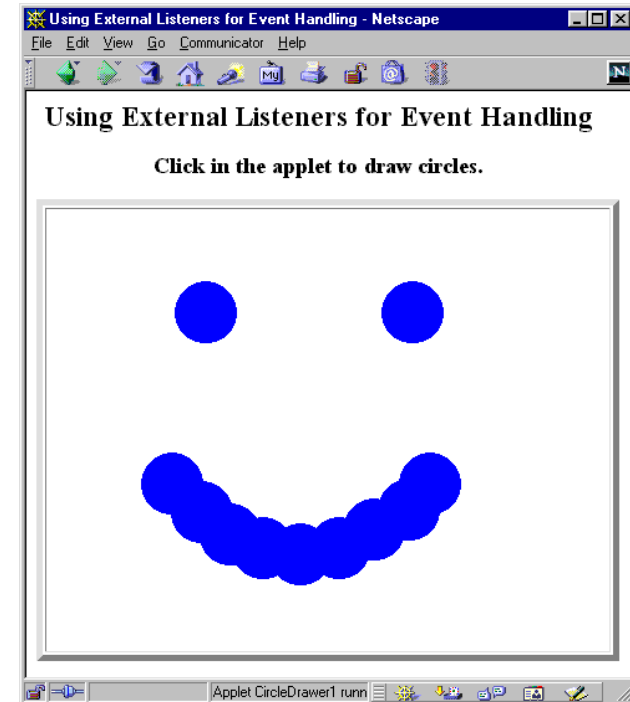 Using External Listeners for Event Handling - Netscape
File Edit View Go Communicator Help
My
N
Using External Listeners for Event Handling
Click in the applet to draw circles.
Applet CircleDrawer1 runn